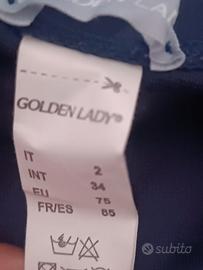 GOLDEN LADY®
IT 2
INT 34
EU 75
FR/ES 85
subito